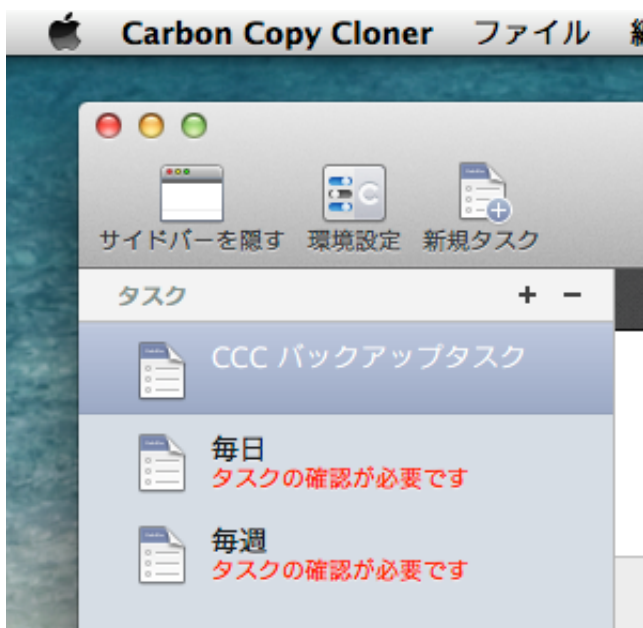 Carbon Copy Cloner ファイル
サイドバーを隠す 環境設定 新規タスク
タスク + −
CCC バックアップタスク
毎日
タスクの確認が必要です
毎週
タスクの確認が必要です